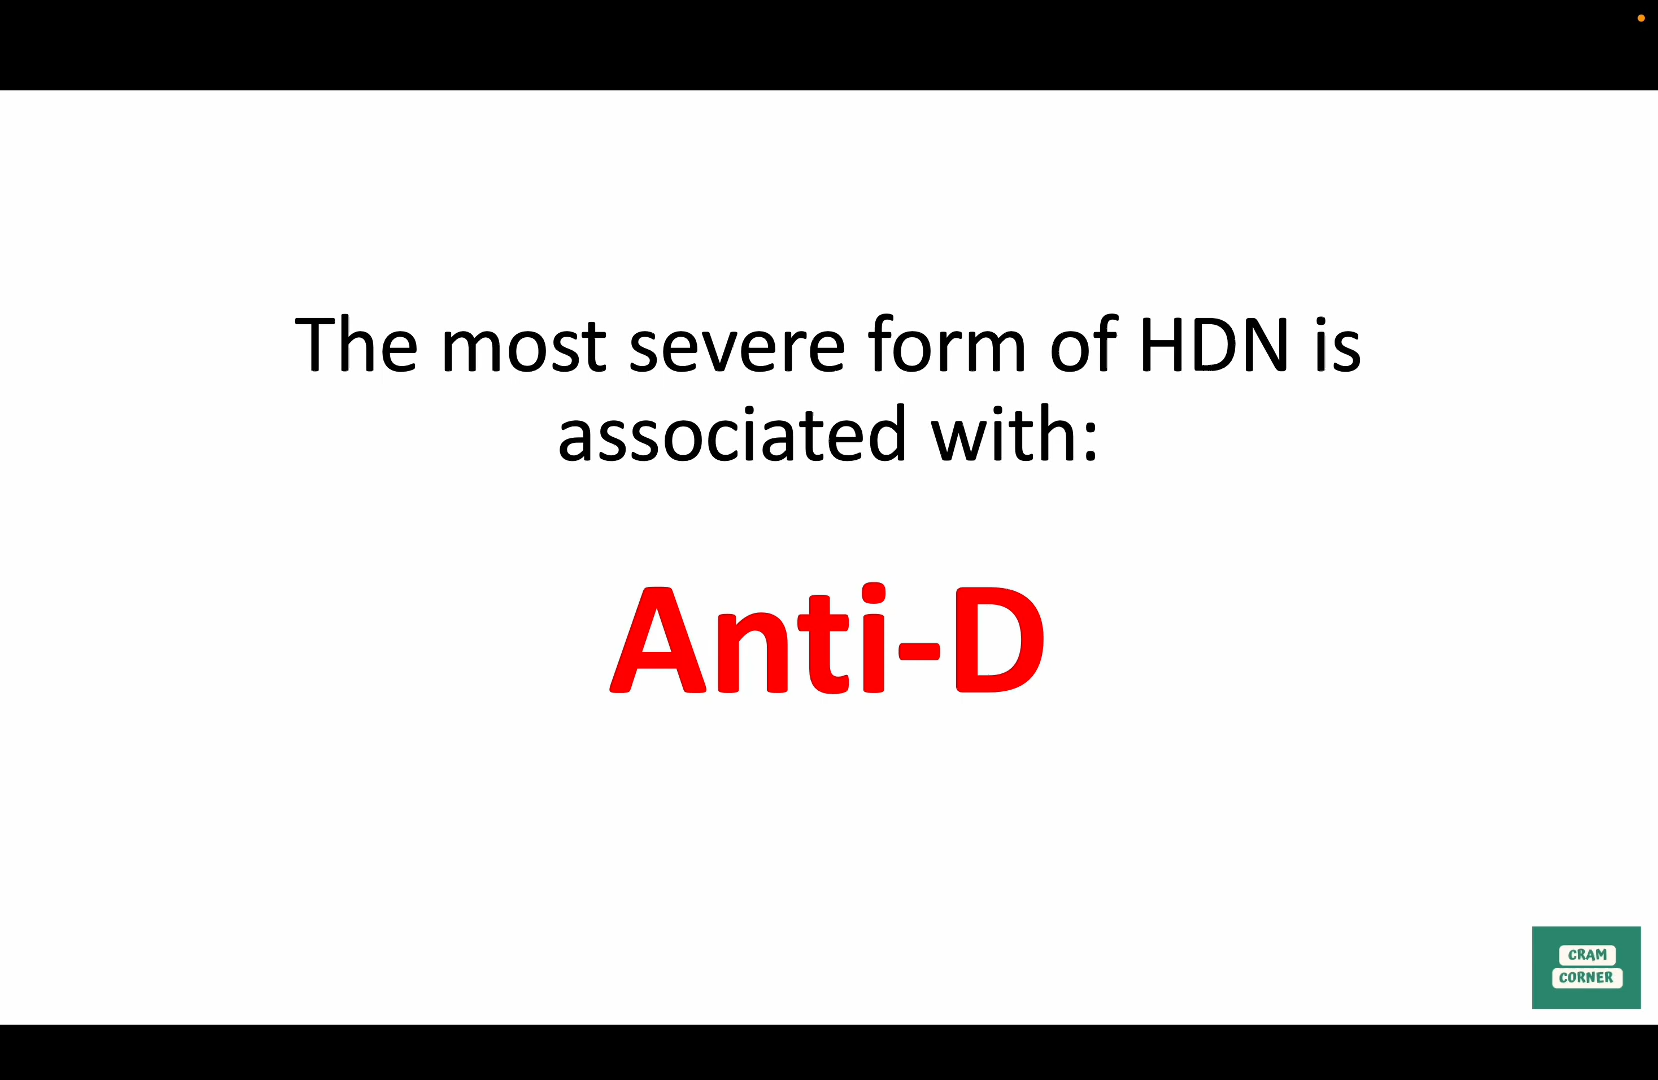 The most severe form of HDN is
associated with:
Anti-D
CRAM
CORNER